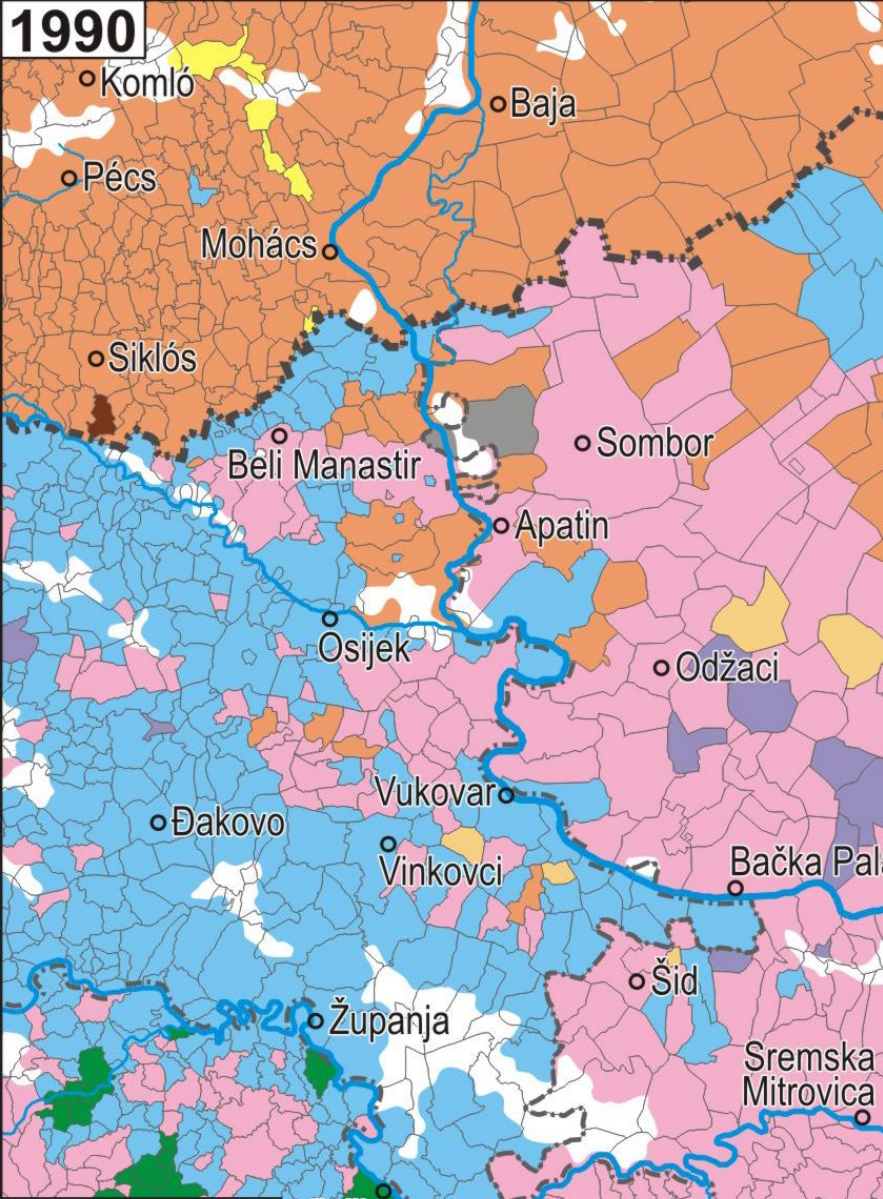 1990
Komló
Baja
Pécs
Mohács
Siklós
Sombor
Beli Manastir
Apatin
Osijek
Odžaci
Vukovar
Đakovo
Vinkovci
Bačka Pala
Šid
Županja
Sremska
Mitrovica